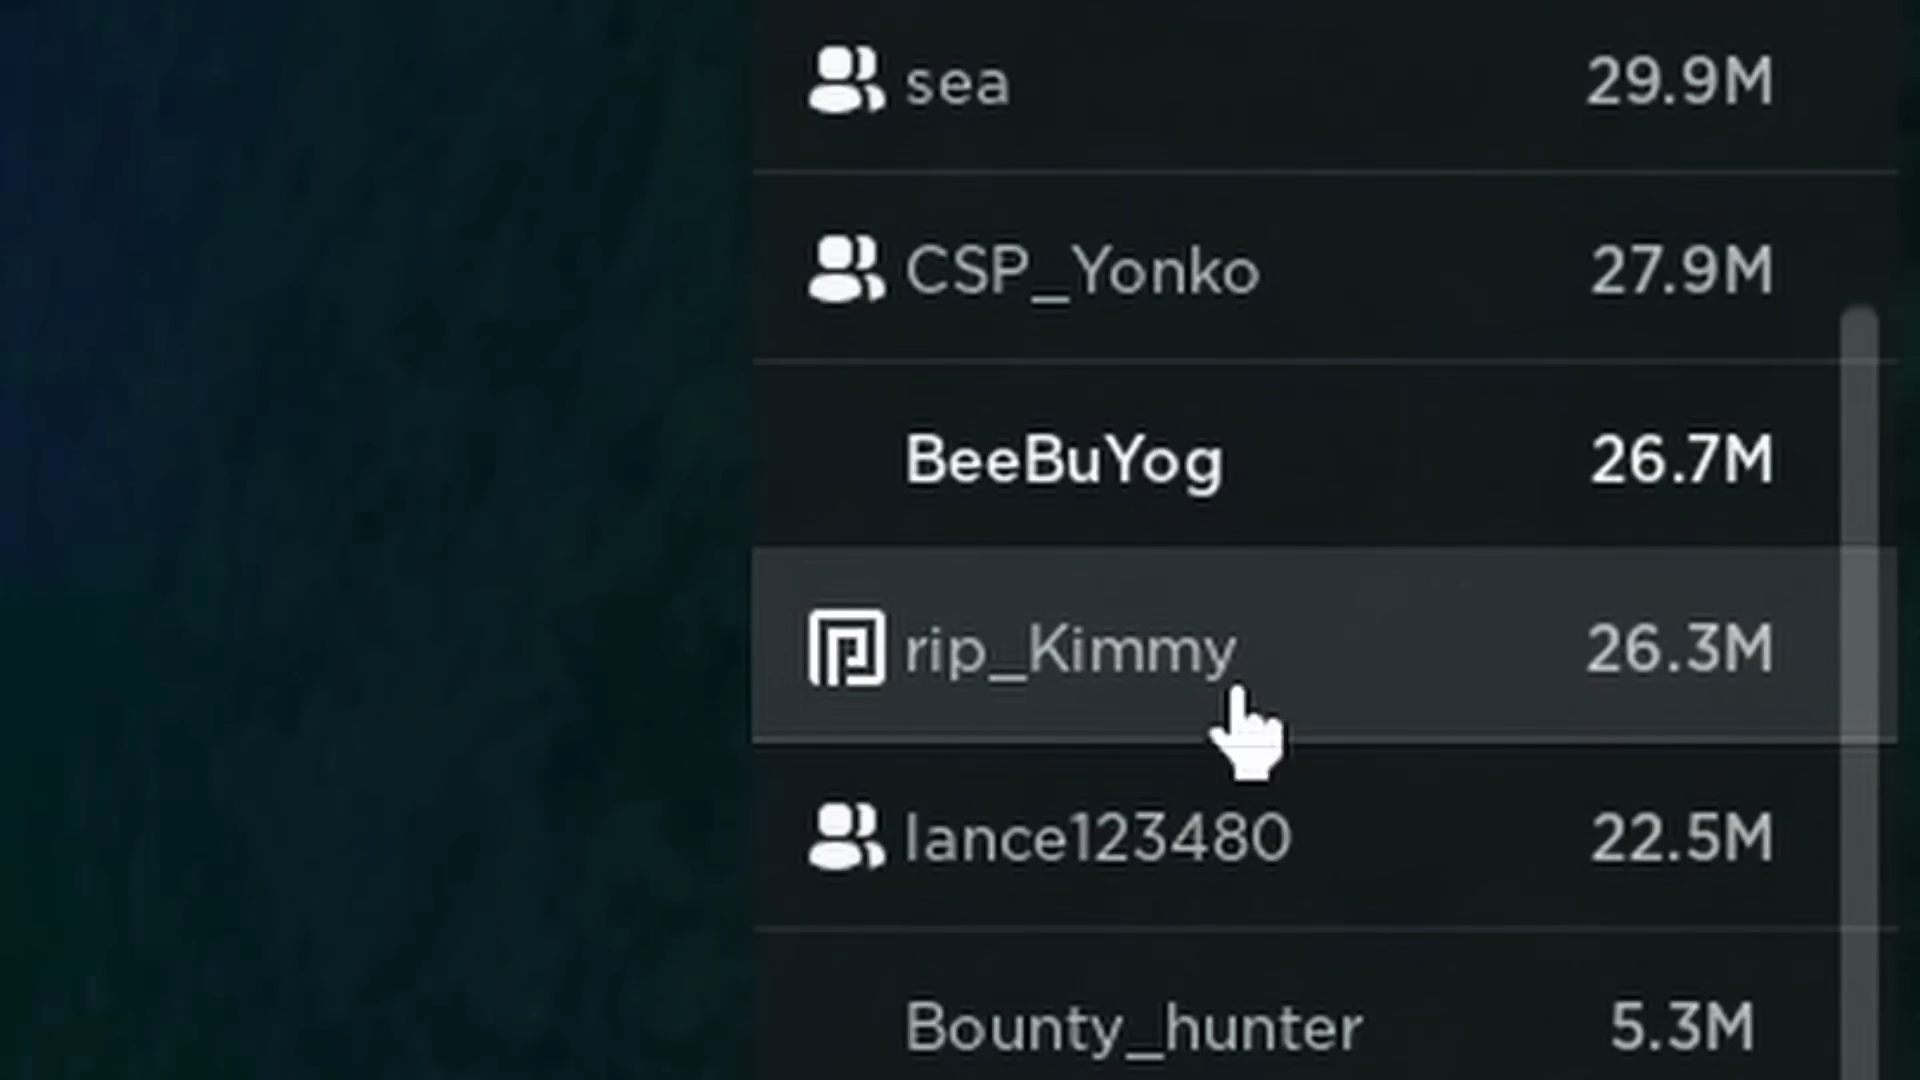 sea 29.9M
CSP_Yonko 27.9M
BeeBuYog 26.7M
rip_Kimmy 26.3M
lance123480 22.5M
Bounty_hunter 5.3M